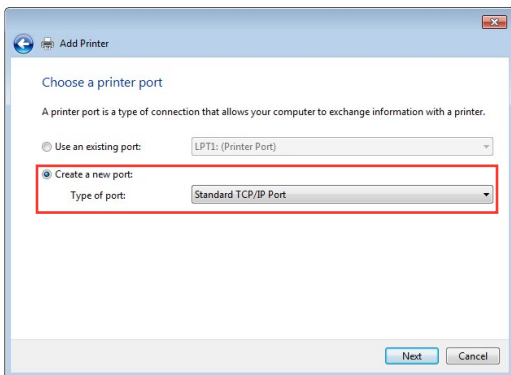 Add Printer
Choose a printer port
A printer port is a type of connection that allows your computer to exchange information with a printer.
Use an existing port: LPT1: (Printer Port)
Create a new port:
Type of port: Standard TCP/IP Port
Next Cancel